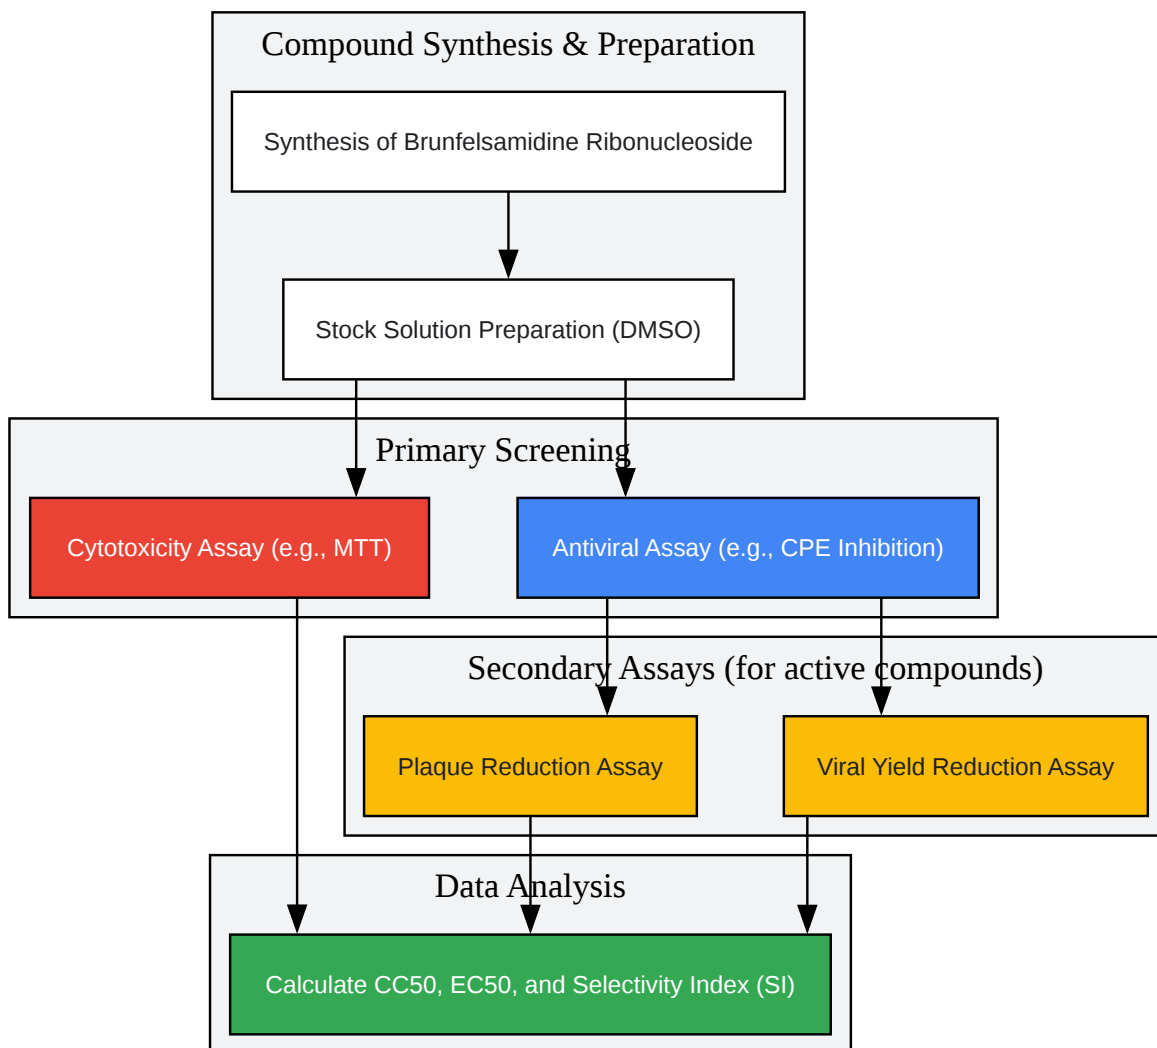 Compound Synthesis & Preparation
Synthesis of Brunfelsamidine Ribonucleoside
Stock Solution Preparation (DMSO)
Primary Screening
Cytotoxicity Assay (e.g., MTT)
Antiviral Assay (e.g., CPE Inhibition)
Secondary Assays (for active compounds)
Plaque Reduction Assay
Viral Yield Reduction Assay
Data Analysis
Calculate CC50, EC50, and Selectivity Index (SI)